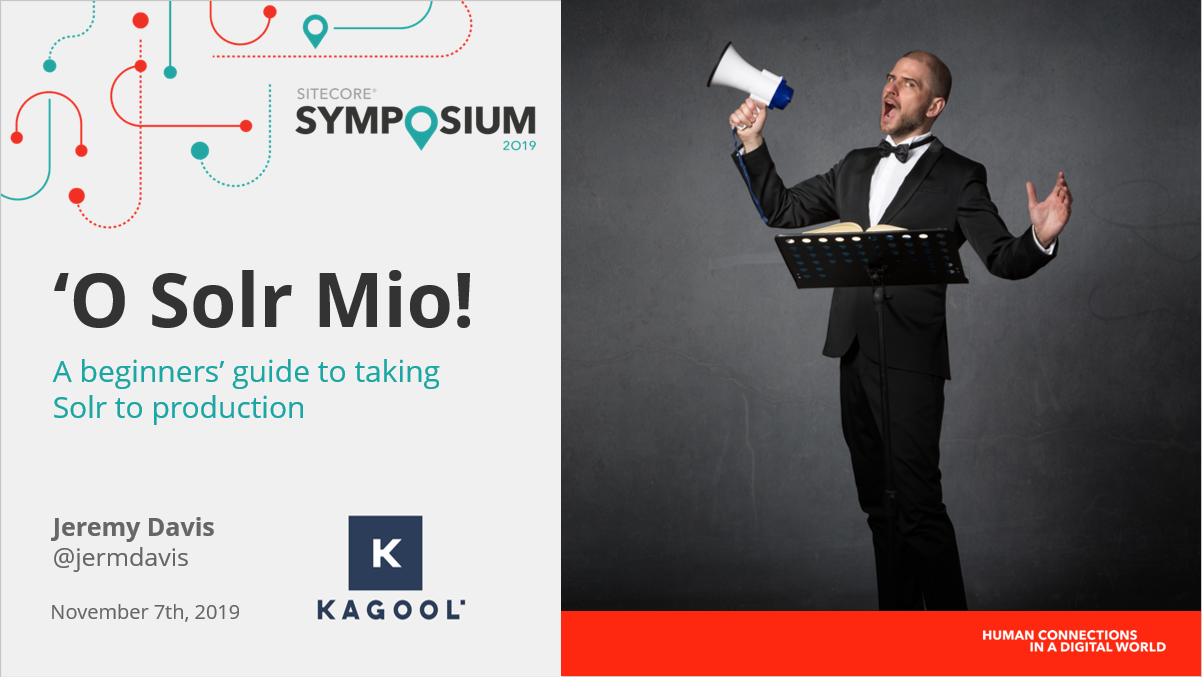 SITECORE®
SYMPOSIUM
2019
‘O Solr Mio!
A beginners’ guide to taking
Solr to production
Jeremy Davis
@jermdavis
November 7th, 2019
K
KAGOOL
HUMAN CONNECTIONS
IN A DIGITAL WORLD